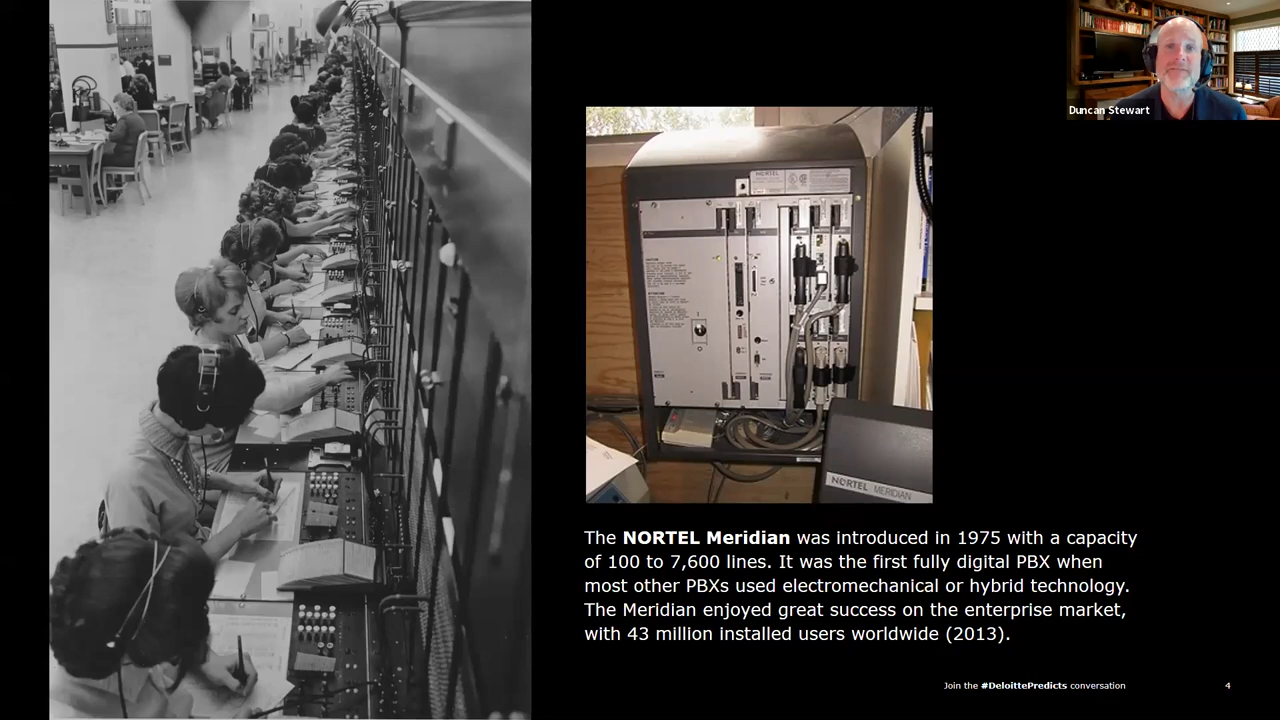 Duncan Stewart
NORTEL
CAUTION
NORTEL MERIDIAN
The NORTEL Meridian was introduced in 1975 with a capacity
of 100 to 7,600 lines. It was the first fully digital PBX when
most other PBXs used electromechanical or hybrid technology.
The Meridian enjoyed great success on the enterprise market,
with 43 million installed users worldwide (2013).
Join the #DeloittePredicts conversation
4